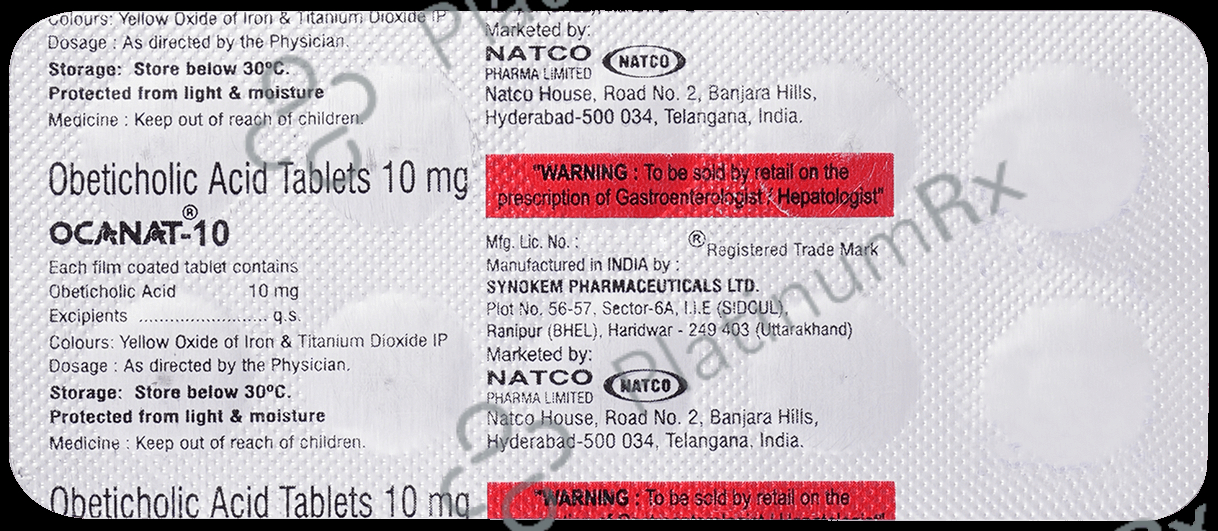 Colours: Yellow Oxide of Iron & Titanium Dioxide IP
Dosage : As directed by the Physician.
Storage: Store below 30ºC.
Protected from light & moisture
Medicine : Keep out of reach of children.
Obeticholic Acid Tablets 10 mg
OCANAT®-10
Each film coated tablet contains
Obeticholic Acid 10 mg
Excipients ........................ q.s.
Colours: Yellow Oxide of Iron & Titanium Dioxide IP
Dosage : As directed by the Physician.
Storage: Store below 30ºC.
Protected from light & moisture
Medicine : Keep out of reach of children.
Obeticholic Acid Tablets 10 mg
Marketed by:
NATCO NATCO
PHARMA LIMITED
Natco House, Road No. 2, Banjara Hills,
Hyderabad-500 034, Telangana, India.
"WARNING : To be sold by retail on the
prescription of Gastroenterologist / Hepatologist"
Mfg. Lic. No. : ®Registered Trade Mark
Manufactured in INDIA by :
SYNOKEM PHARMACEUTICALS LTD.
Plot No. 56-57, Sector-6A, I.I.E (SIDCUL),
Ranipur (BHEL), Haridwar - 249 403 (Uttarakhand)
Marketed by:
NATCO NATCO
PHARMA LIMITED
Natco House, Road No. 2, Banjara Hills,
Hyderabad-500 034, Telangana, India.
"WARNING : To be sold by retail on the
PlatinumRx